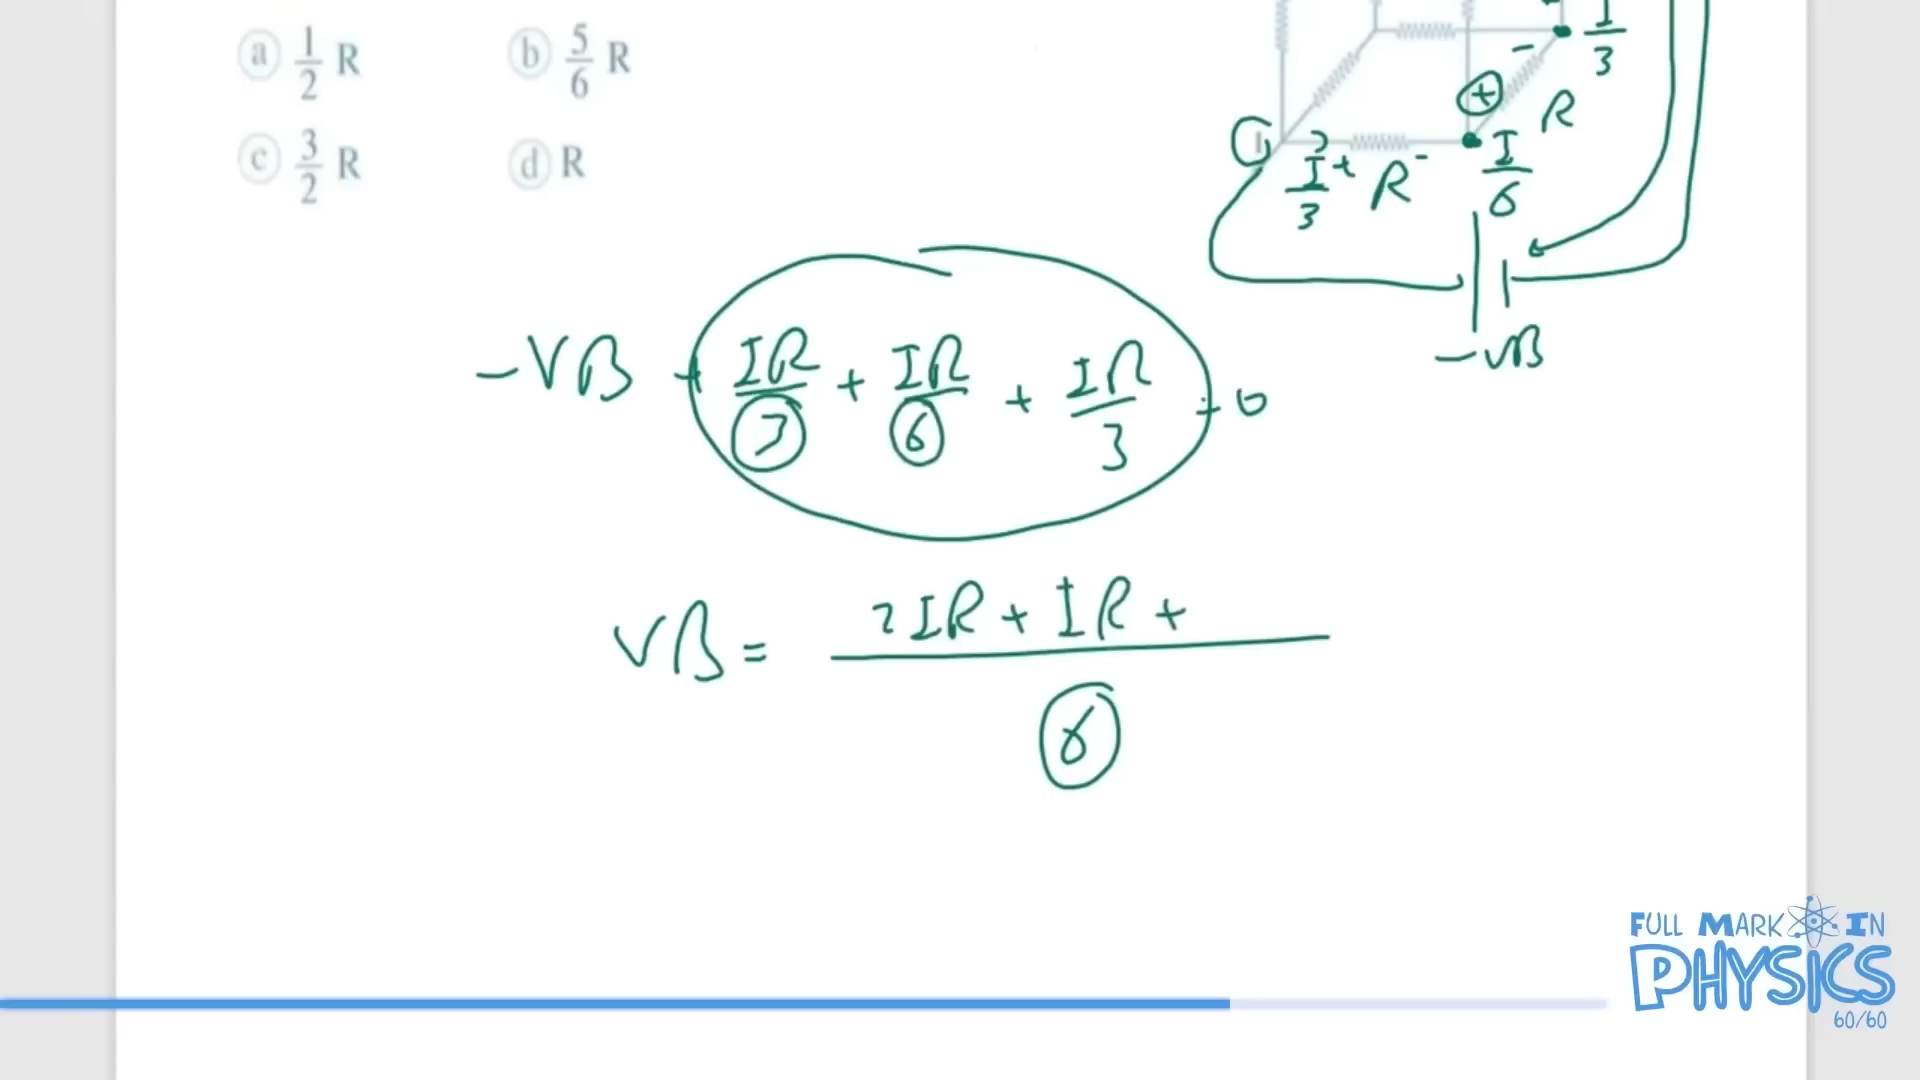 a 1/2 R b 5/6 R
c 3/2 R d R
I/3
+ - R
1 I/3 + R - I/6
-VB
-VB + IR/3 + IR/6 + IR/3 = 0
VB = 2IR + IR + / 6
FULL MARK IN
PHYSICS
60/60